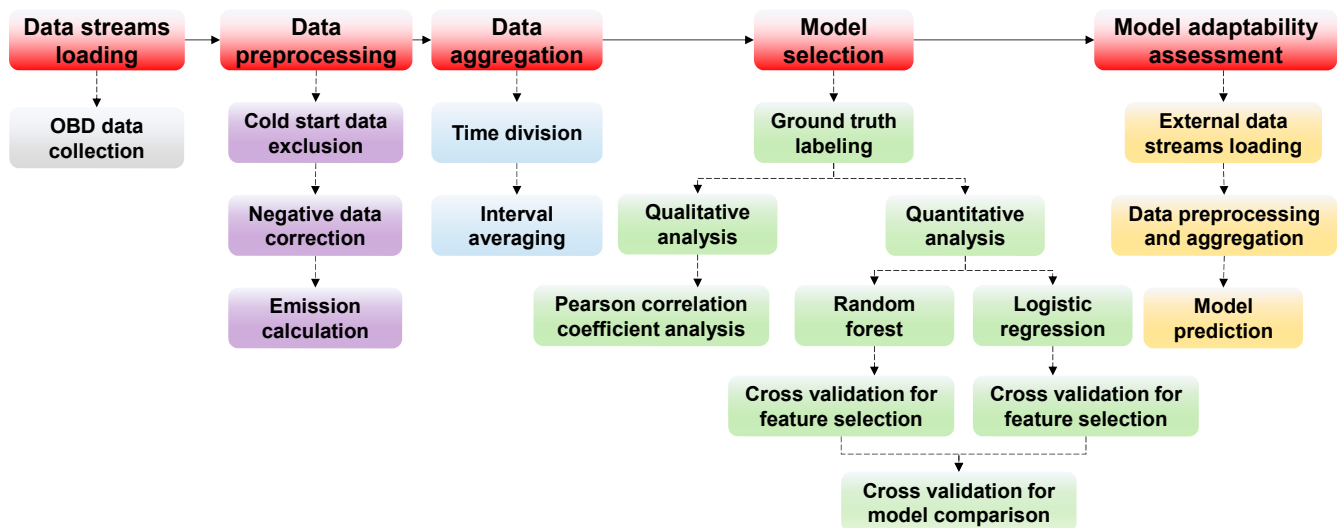 Data streams
loading
Data
preprocessing
Data
aggregation
Model
selection
Model adaptability
assessment
OBD data
collection
Cold start data
exclusion
Negative data
correction
Emission
calculation
Time division
Interval
averaging
Ground truth
labeling
Qualitative
analysis
Quantitative
analysis
Pearson correlation
coefficient analysis
Random
forest
Logistic
regression
Cross validation for
feature selection
Cross validation for
feature selection
Cross validation for
model comparison
External data
streams loading
Data preprocessing
and aggregation
Model
prediction